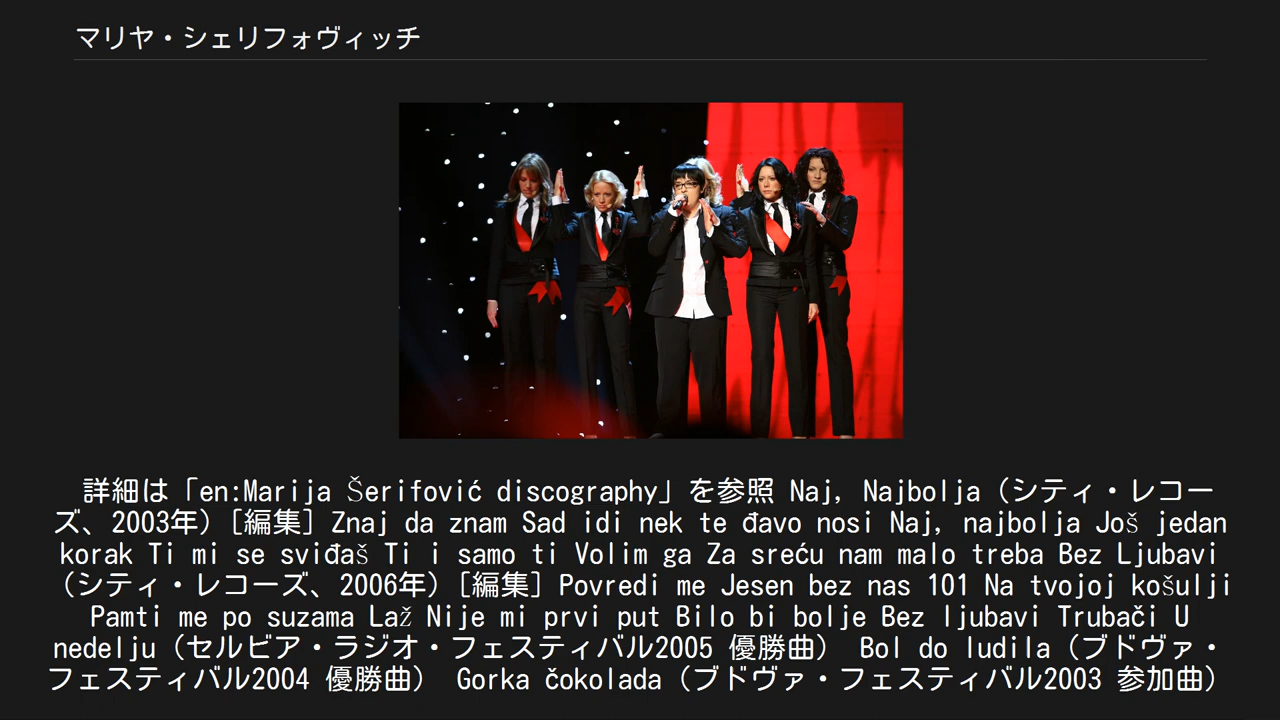 マリヤ・シェリフォヴィッチ
詳細は「en:Marija Šerifović discography」を参照 Naj, Najbolja（シティ・レコー
ズ、2003年）[編集] Znaj da znam Sad idi nek te đavo nosi Naj, najbolja Još jedan
korak Ti mi se sviđaš Ti i samo ti Volim ga Za sreću nam malo treba Bez Ljubavi
（シティ・レコーズ、2006年）[編集] Povredi me Jesen bez nas 101 Na tvojoj košulji
Pamti me po suzama Laž Nije mi prvi put Bilo bi bolje Bez ljubavi Trubači U
nedelju（セルビア・ラジオ・フェスティバル2005 優勝曲） Bol do ludila（ブドヴァ・
フェスティバル2004 優勝曲） Gorka čokolada（ブドヴァ・フェスティバル2003 参加曲）